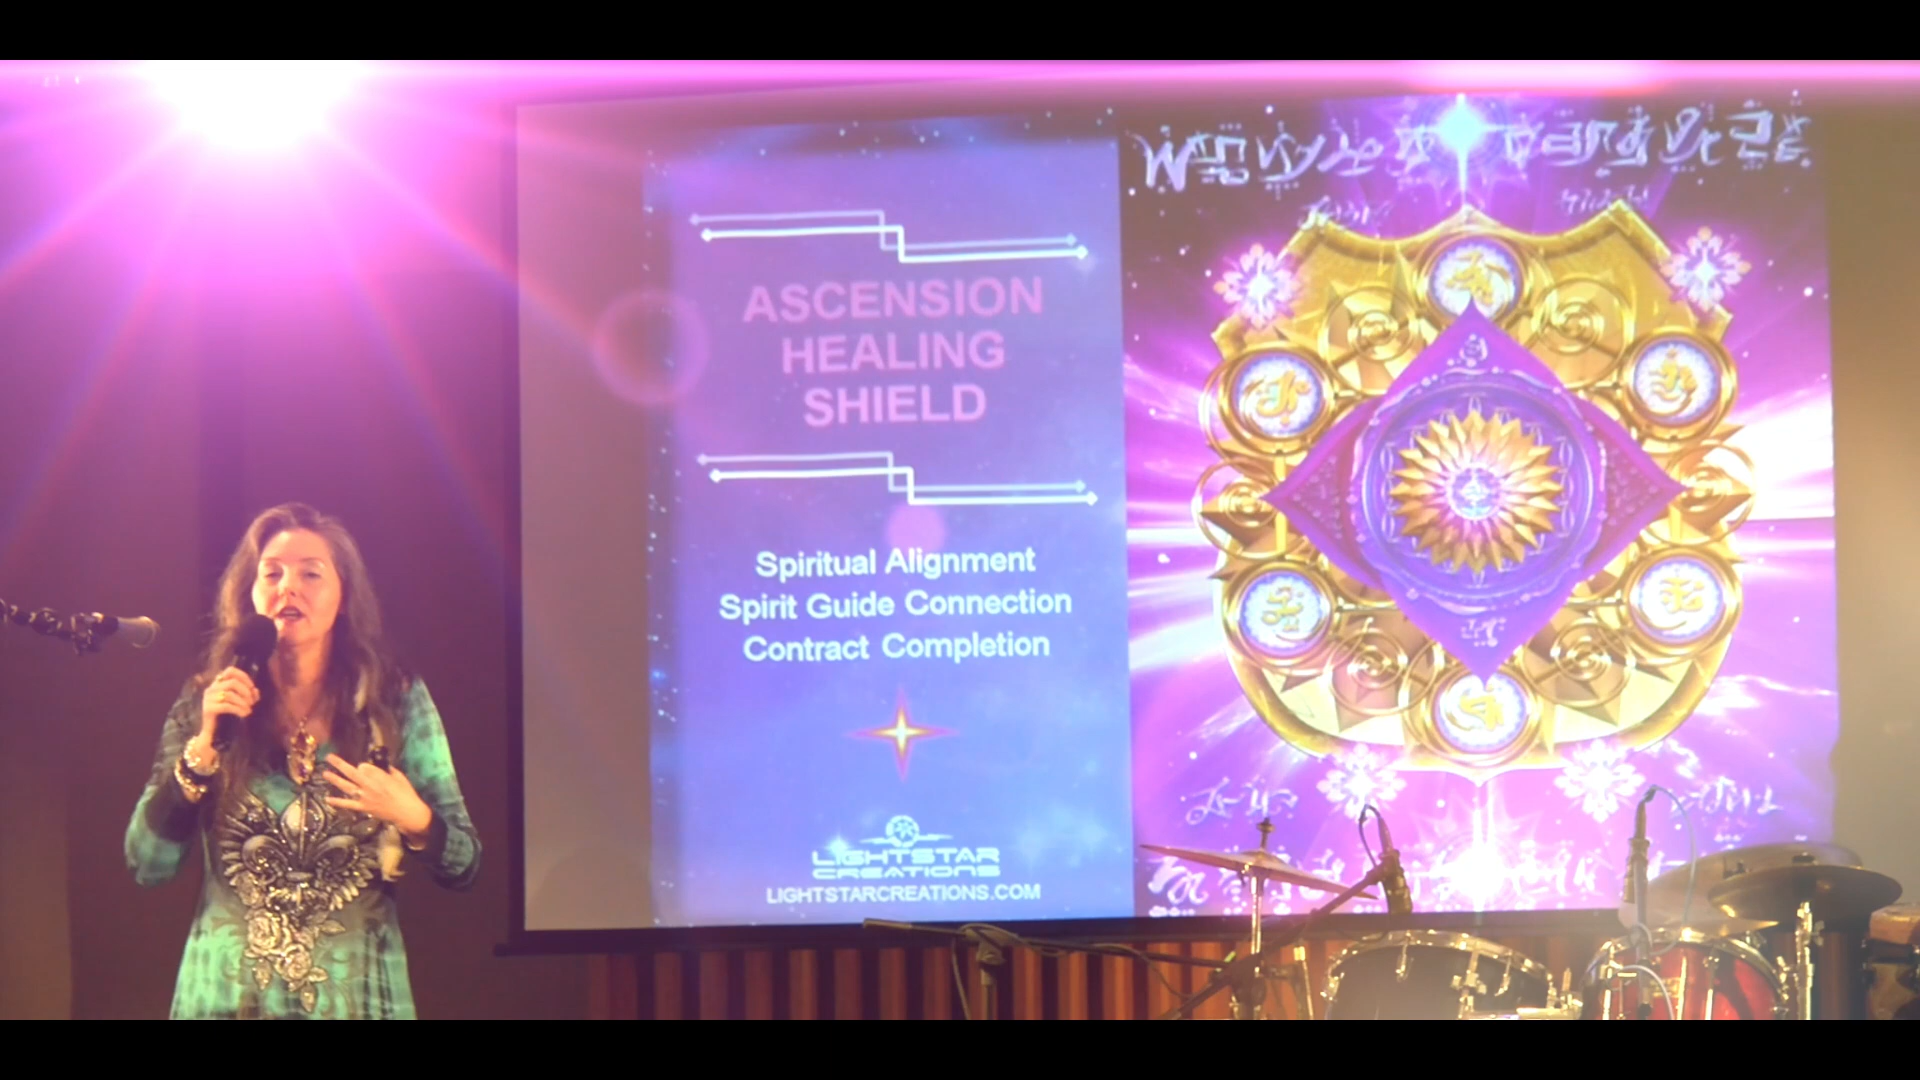 ASCENSION
HEALING
SHIELD
Spiritual Alignment
Spirit Guide Connection
Contract Completion
LIGHTSTAR
CREATIONS
LIGHTSTARCREATIONS.COM